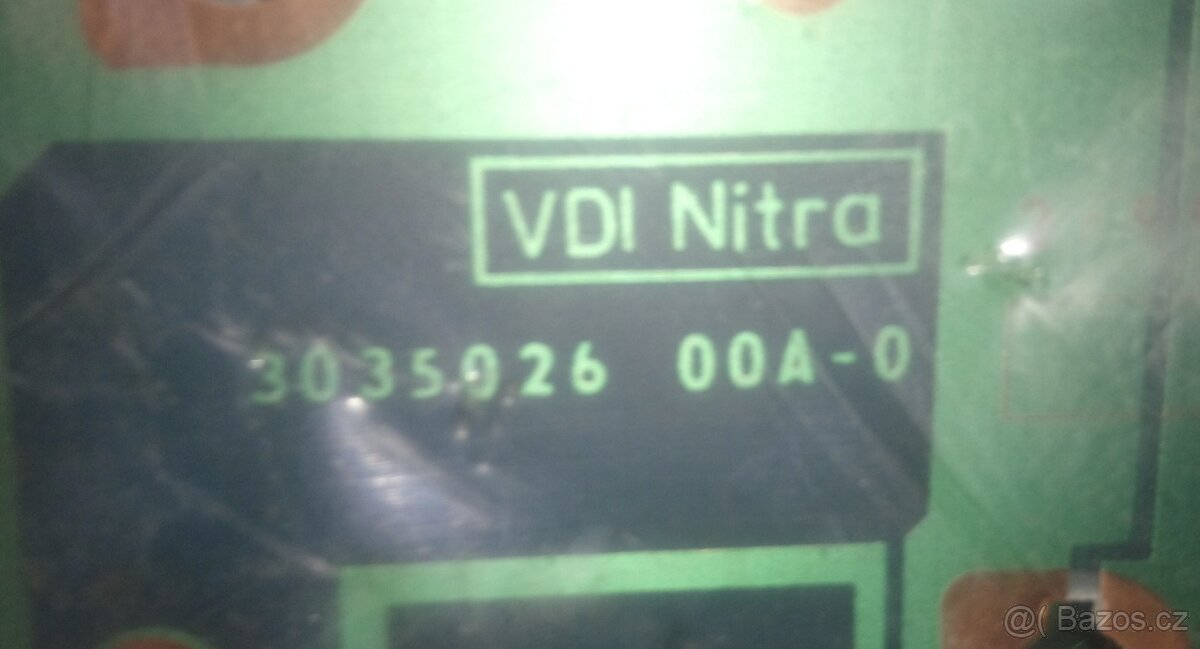 VDI Nitra
3035026 00A-0
@( Bazos.cz